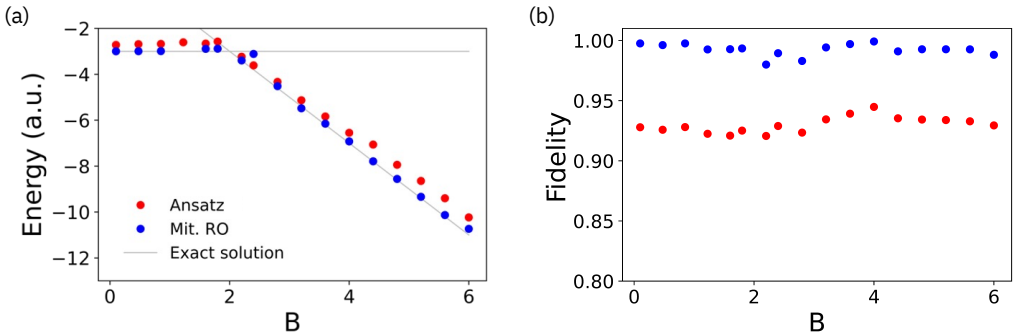 (a)
−2
−4
−6
−8
−10
−12
Energy (a.u.)
Ansatz
Mit. RO
Exact solution
0
2
4
6
B
(b)
1.00
0.95
0.90
0.85
0.80
Fidelity
0
2
4
6
B